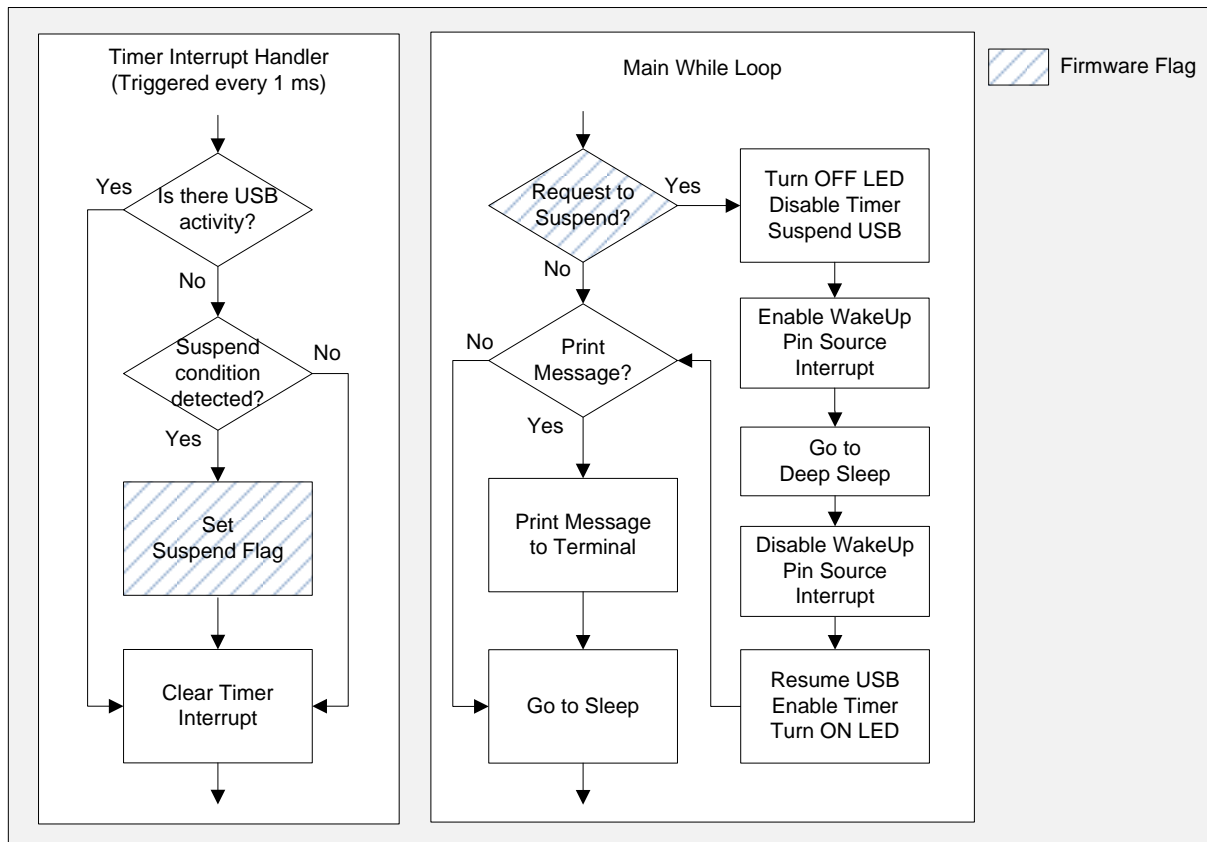 Timer Interrupt Handler
(Triggered every 1 ms)
Yes
Is there USB
activity?
No
Suspend
condition
detected?
No
Yes
Set
Suspend Flag
Clear Timer
Interrupt
Main While Loop
Request to
Suspend?
Yes
No
Print
Message?
No
Yes
Print Message
to Terminal
Go to Sleep
Turn OFF LED
Disable Timer
Suspend USB
Enable WakeUp
Pin Source
Interrupt
Go to
Deep Sleep
Disable WakeUp
Pin Source
Interrupt
Resume USB
Enable Timer
Turn ON LED
Firmware Flag